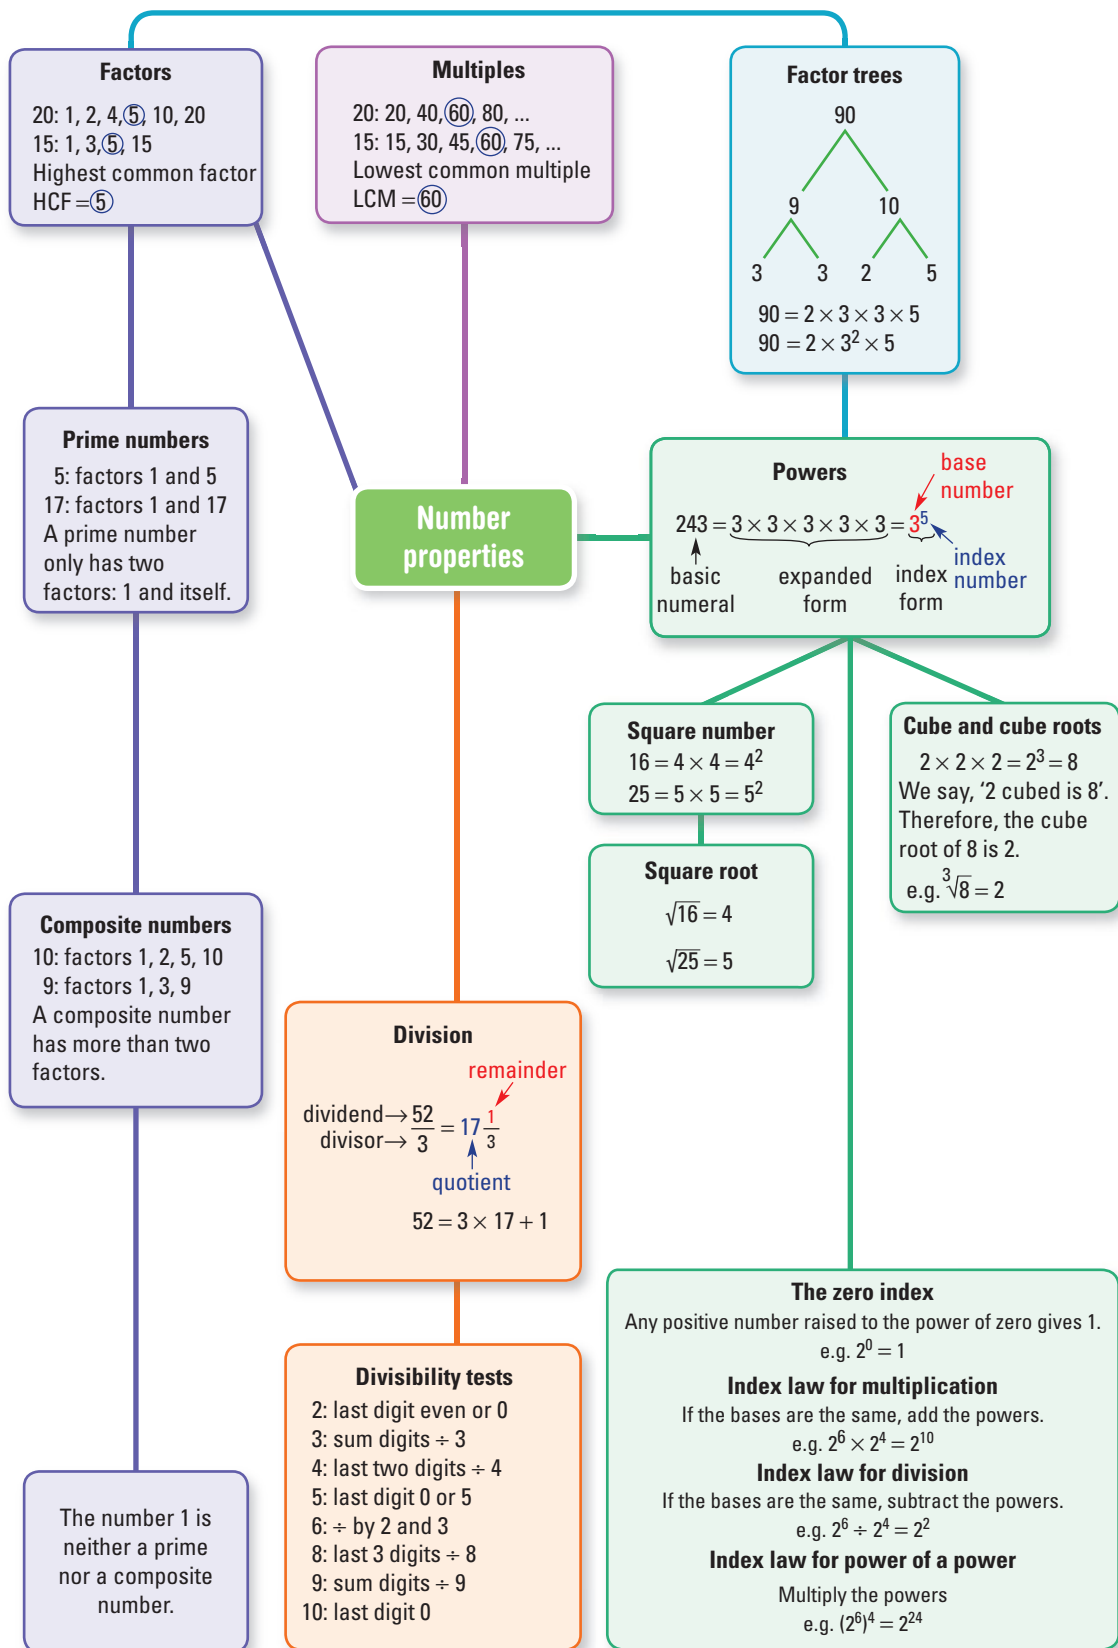 Factors
20: 1, 2, 4, 5, 10, 20
15: 1, 3, 5, 15
Highest common factor
HCF = 5
Multiples
20: 20, 40, 60, 80, ...
15: 15, 30, 45, 60, 75, ...
Lowest common multiple
LCM = 60
Factor trees
90
9 10
3 3 2 5
90 = 2 × 3 × 3 × 5
90 = 2 × 3² × 5
Prime numbers
5: factors 1 and 5
17: factors 1 and 17
A prime number
only has two
factors: 1 and itself.
Number
properties
Powers
base
number
243 = 3 × 3 × 3 × 3 × 3 = 3⁵
basic
numeral
expanded
form
index
form
index
number
Square number
16 = 4 × 4 = 4²
25 = 5 × 5 = 5²
Square root
√16 = 4
√25 = 5
Cube and cube roots
2 × 2 × 2 = 2³ = 8
We say, ‘2 cubed is 8’.
Therefore, the cube
root of 8 is 2.
e.g. ³√8 = 2
Composite numbers
10: factors 1, 2, 5, 10
9: factors 1, 3, 9
A composite number
has more than two
factors.
The number 1 is
neither a prime
nor a composite
number.
Division
remainder
dividend→ 52/3 = 17 1/3
divisor→
quotient
52 = 3 × 17 + 1
Divisibility tests
2: last digit even or 0
3: sum digits ÷ 3
4: last two digits ÷ 4
5: last digit 0 or 5
6: ÷ by 2 and 3
8: last 3 digits ÷ 8
9: sum digits ÷ 9
10: last digit 0
The zero index
Any positive number raised to the power of zero gives 1.
e.g. 2⁰ = 1
Index law for multiplication
If the bases are the same, add the powers.
e.g. 2⁶ × 2⁴ = 2¹⁰
Index law for division
If the bases are the same, subtract the powers.
e.g. 2⁶ ÷ 2⁴ = 2²
Index law for power of a power
Multiply the powers
e.g. (2⁶)⁴ = 2²⁴